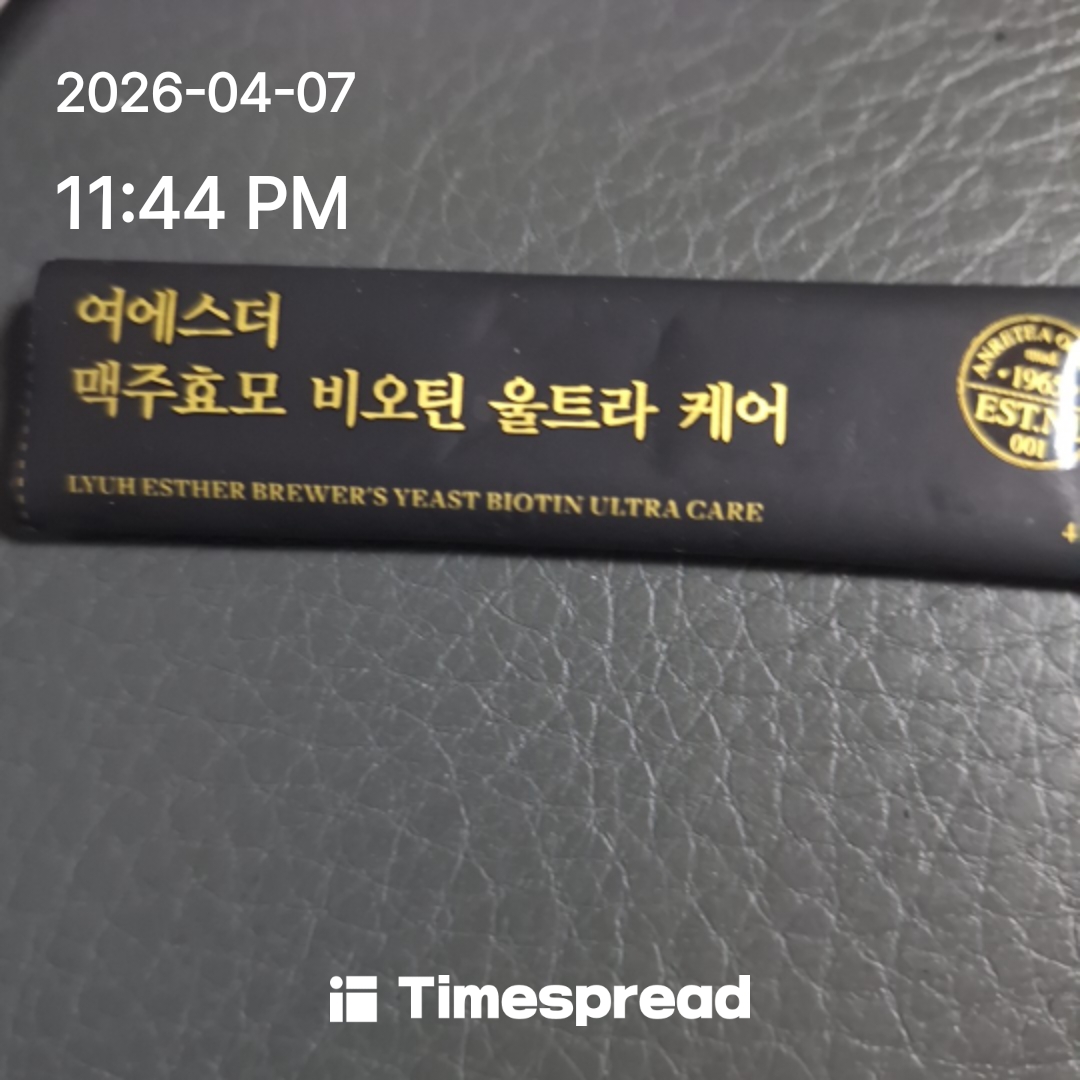 2026-04-07
11:44 PM
여에스더
맥주효모 비오틴 울트라 케어
LYUH ESTHER BREWER'S YEAST BIOTIN ULTRA CARE
EST.N
001
Timespread